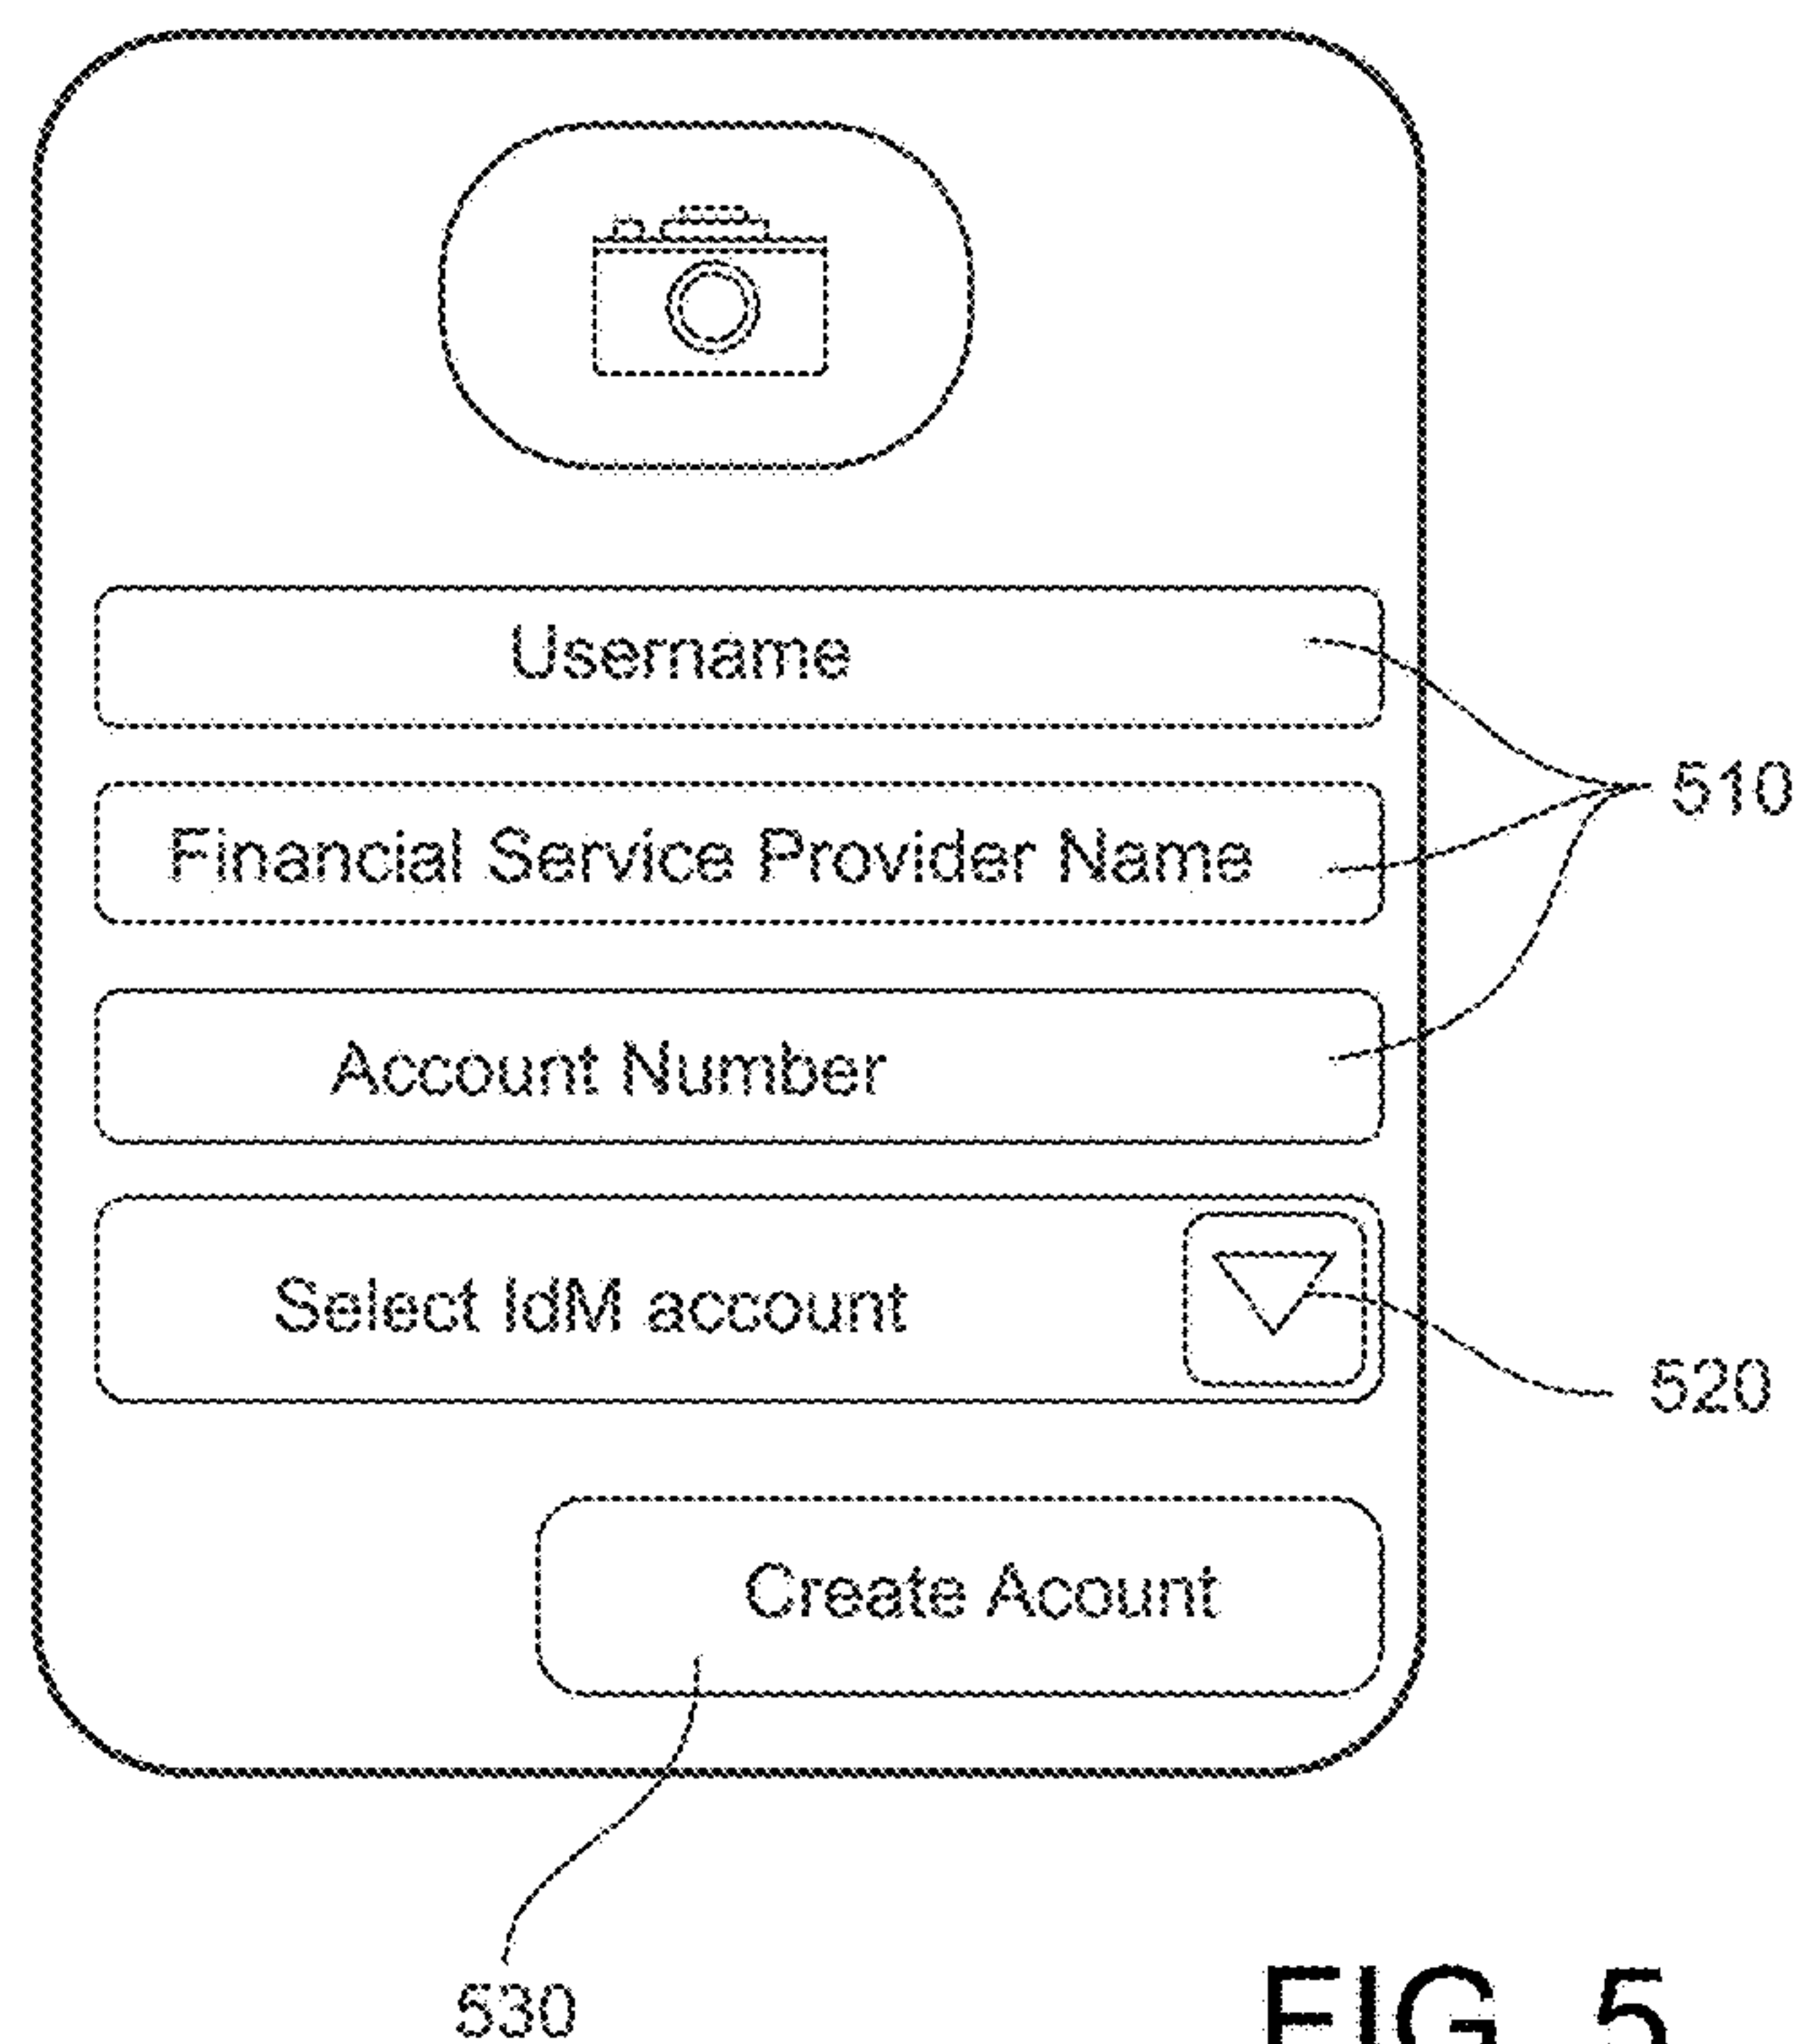 Username
510
Financial Service Provider Name
Account Number
Select IdM account
520
Create Acount
530
FIG. 5